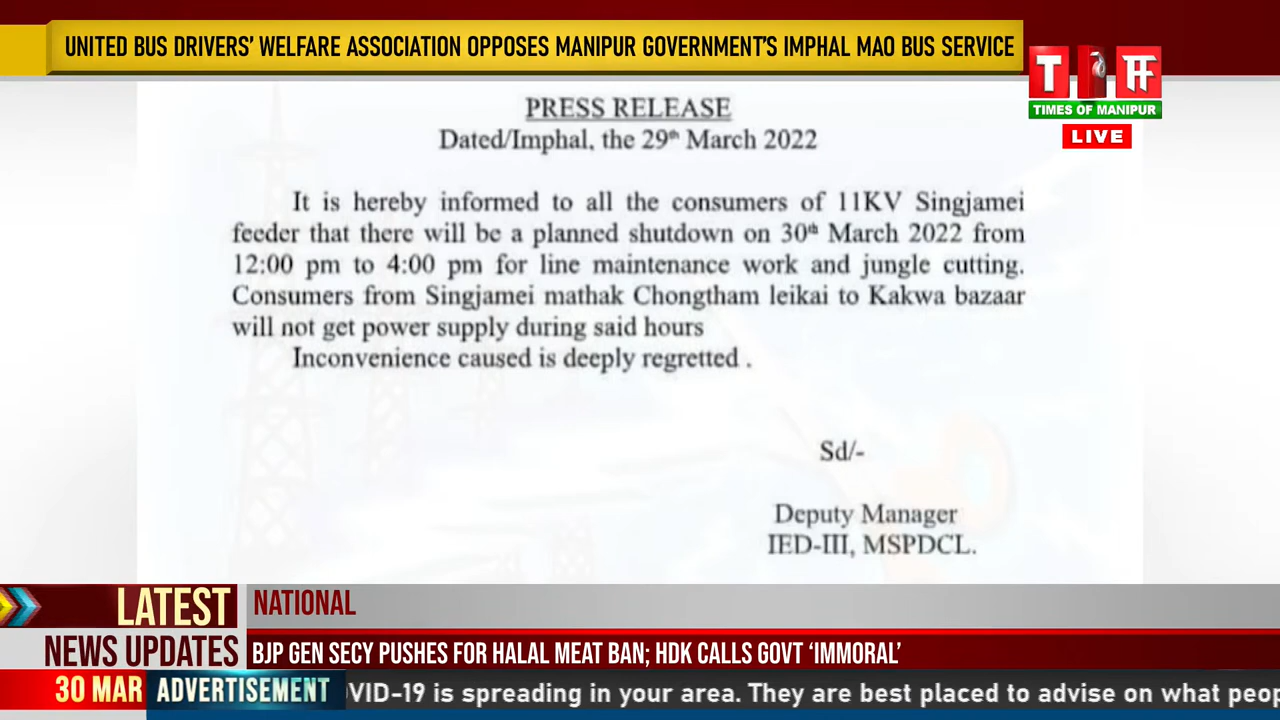 UNITED BUS DRIVERS' WELFARE ASSOCIATION OPPOSES MANIPUR GOVERNMENT'S IMPHAL MAO BUS SERVICE
TIMES OF MANIPUR
LIVE
PRESS RELEASE
Dated/Imphal, the 29th March 2022
It is hereby informed to all the consumers of 11KV Singjamei
feeder that there will be a planned shutdown on 30th March 2022 from
12:00 pm to 4:00 pm for line maintenance work and jungle cutting.
Consumers from Singjamei mathak Chongtham leikai to Kakwa bazaar
will not get power supply during said hours
Inconvenience caused is deeply regretted .
Sd/-
Deputy Manager
IED-III, MSPDCL.
LATEST
NEWS UPDATES
NATIONAL
BJP GEN SECY PUSHES FOR HALAL MEAT BAN; HDK CALLS GOVT 'IMMORAL'
30 MAR
ADVERTISEMENT
VID-19 is spreading in your area. They are best placed to advise on what peop